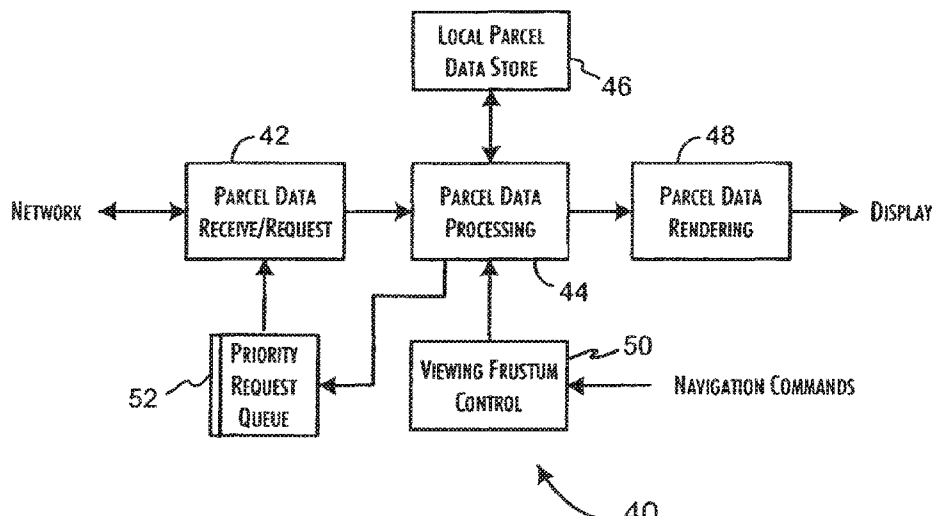 LOCAL PARCEL
DATA STORE
46
42
48
NETWORK
PARCEL DATA
RECEIVE/REQUEST
PARCEL DATA
PROCESSING
PARCEL DATA
RENDERING
DISPLAY
44
52
PRIORITY
REQUEST
QUEUE
VIEWING FRUSTUM
CONTROL
50
NAVIGATION COMMANDS
40